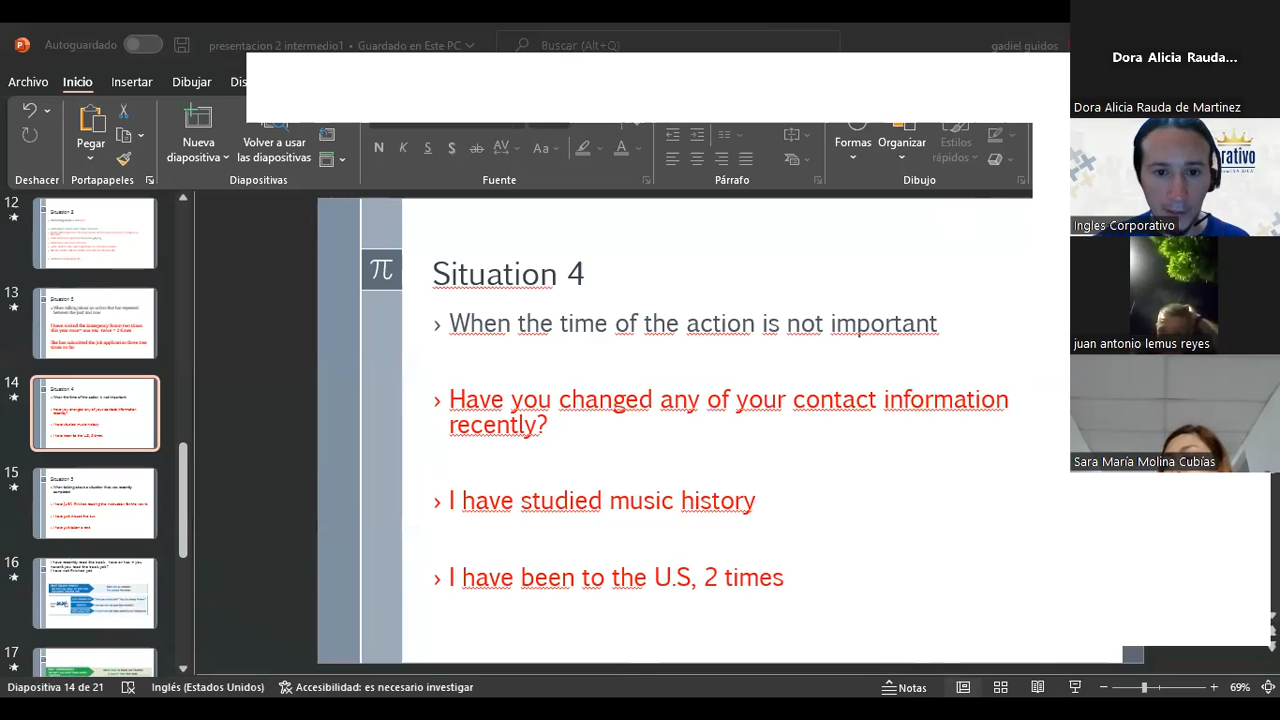 Autoguardado
presentacion 2 intermedio1 • Guardado en Este PC
Buscar (Alt+Q)
gadiel guidos
Archivo Inicio Insertar Dibujar
Pegar
Nueva diapositiva
Volver a usar las diapositivas
Formas Organizar Estilos rápidos
N K S S ab AV Aa A
Deshacer Portapapeles Diapositivas Fuente Párrafo Dibujo
12
13
14
15
16
17
π
Situation 4
› When the time of the action is not important
› Have you changed any of your contact information
recently?
› I have studied music history
› I have been to the U.S, 2 times
Dora Alicia Rauda...
Dora Alicia Rauda de Martinez
Ingles Corporativo
juan antonio lemus reyes
Sara María Molina Cubías
Diapositiva 14 de 21 Inglés (Estados Unidos) Accesibilidad: es necesario investigar Notas 69%